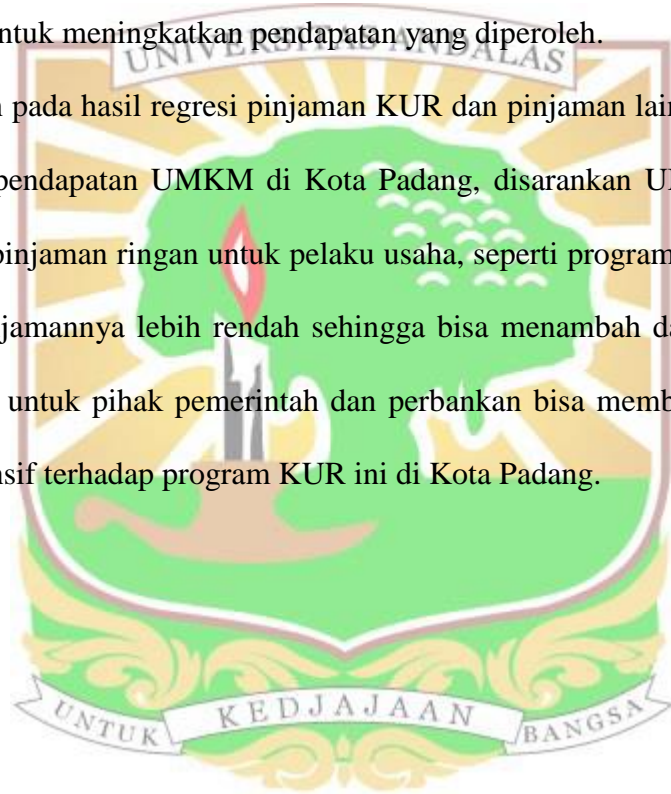 ntuk meningkatkan pendapatan yang diperoleh.
UNIVERSITAS ANDALAS
pada hasil regresi pinjaman KUR dan pinjaman lain
pendapatan UMKM di Kota Padang, disarankan
pinjaman ringan untuk pelaku usaha, seperti program
jamannya lebih rendah sehingga bisa menambah
untuk pihak pemerintah dan perbankan bisa memb
nsif terhadap program KUR ini di Kota Padang.
UNTUK KEDJAJAAN BANGSA